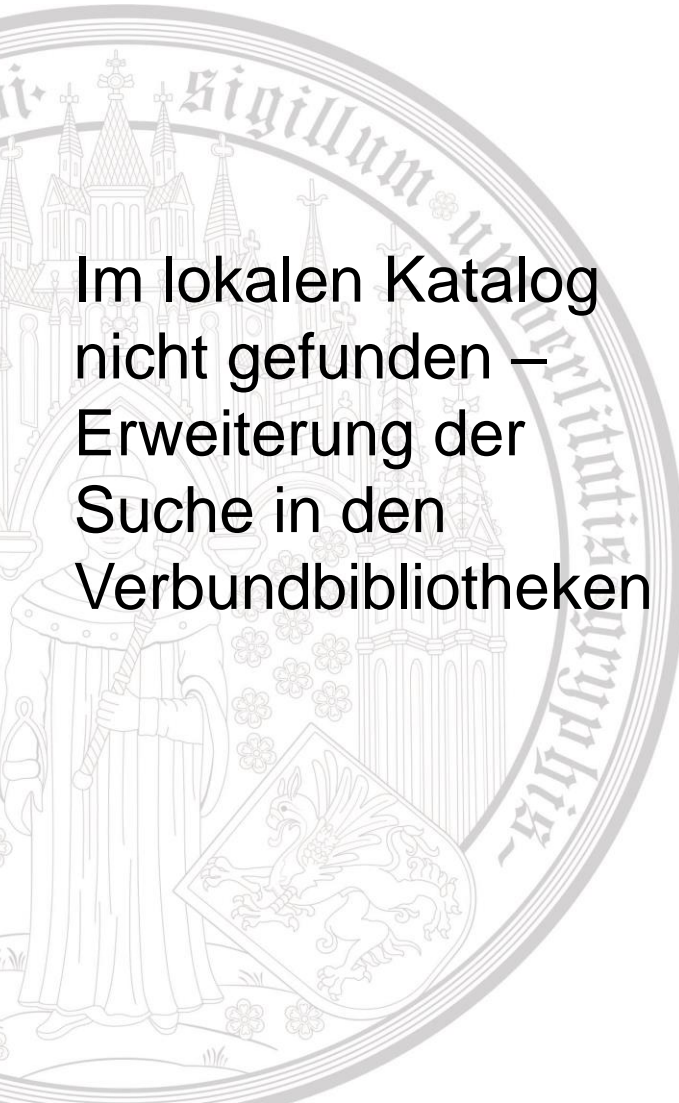 sigillum
Im lokalen Katalog
nicht gefunden –
Erweiterung der
Suche in den
Verbundbibliotheken